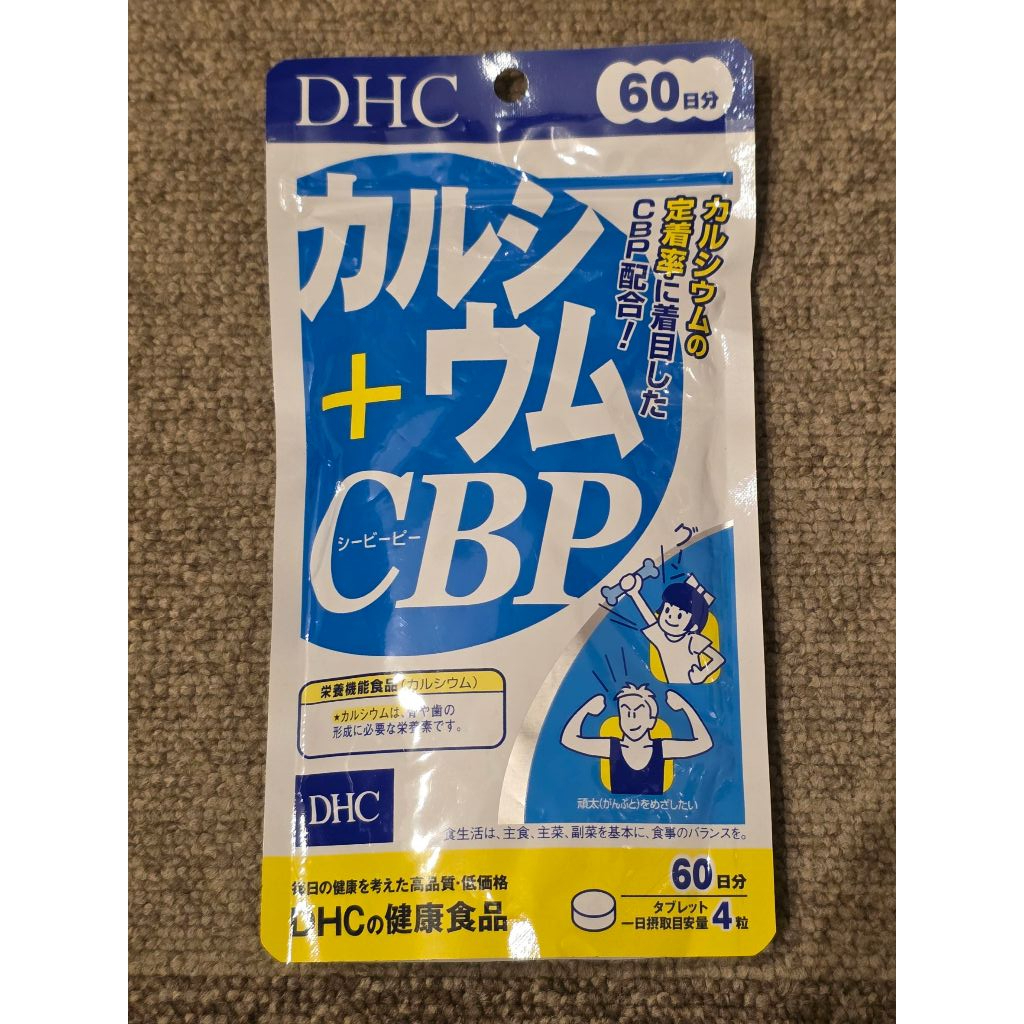 DHC
60日分
カルシウムの
定着率に着目した
CBP配合!
カルシ
+ウム
シービーピー
CBP
グーン
栄養機能食品(カルシウム)
★カルシウムは、骨や歯の
形成に必要な栄養素です。
頑太(がんぶと)をめざしたい
DHC
食生活は、主食、主菜、副菜を基本に、食事のバランスを。
毎日の健康を考えた高品質・低価格
DHCの健康食品
60日分
タブレット
一日摂取目安量 4粒